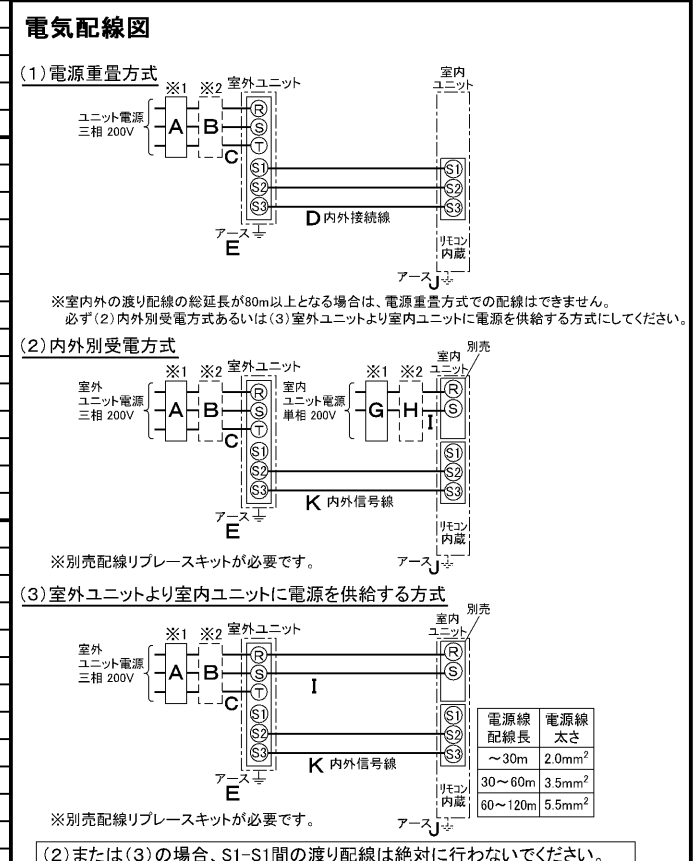 電気配線図
(1)電源重畳方式
※1 ※2 室外ユニット
室内
ユニット
ユニット電源
三相 200V
A B
C
R
S
T
S1
S2
S3
S1
S2
S3
D 内外接続線
アース
E
リモコン
内蔵
アース J
※室内外の渡り配線の総延長が80m以上となる場合は、電源重畳方式での配線はできません。
必ず(2)内外別受電方式あるいは(3)室外ユニットより室内ユニットに電源を供給する方式にしてください。
(2)内外別受電方式
※1 ※2 室外ユニット
※1 ※2
室内
ユニット
別売
室外
ユニット電源
三相 200V
A B
C
R
S
T
S1
S2
S3
室内
ユニット電源
単相 200V
G H
I
R
S
S1
S2
S3
K 内外信号線
アース
E
リモコン
内蔵
※別売配線リプレースキットが必要です。
アース J
(3)室外ユニットより室内ユニットに電源を供給する方式
※1 ※2 室外ユニット
室内
ユニット
別売
室外
ユニット電源
三相 200V
A B
C
R
S
T
S1
S2
S3
I
R
S
S1
S2
S3
K 内外信号線
アース
E
リモコン
内蔵
※別売配線リプレースキットが必要です。
アース J
電源線
配線長
電源線
太さ
～30m 2.0mm²
30～60m 3.5mm²
60～120m 5.5mm²
(2)または(3)の場合、S1-S1間の渡り配線は絶対に行わないでください。